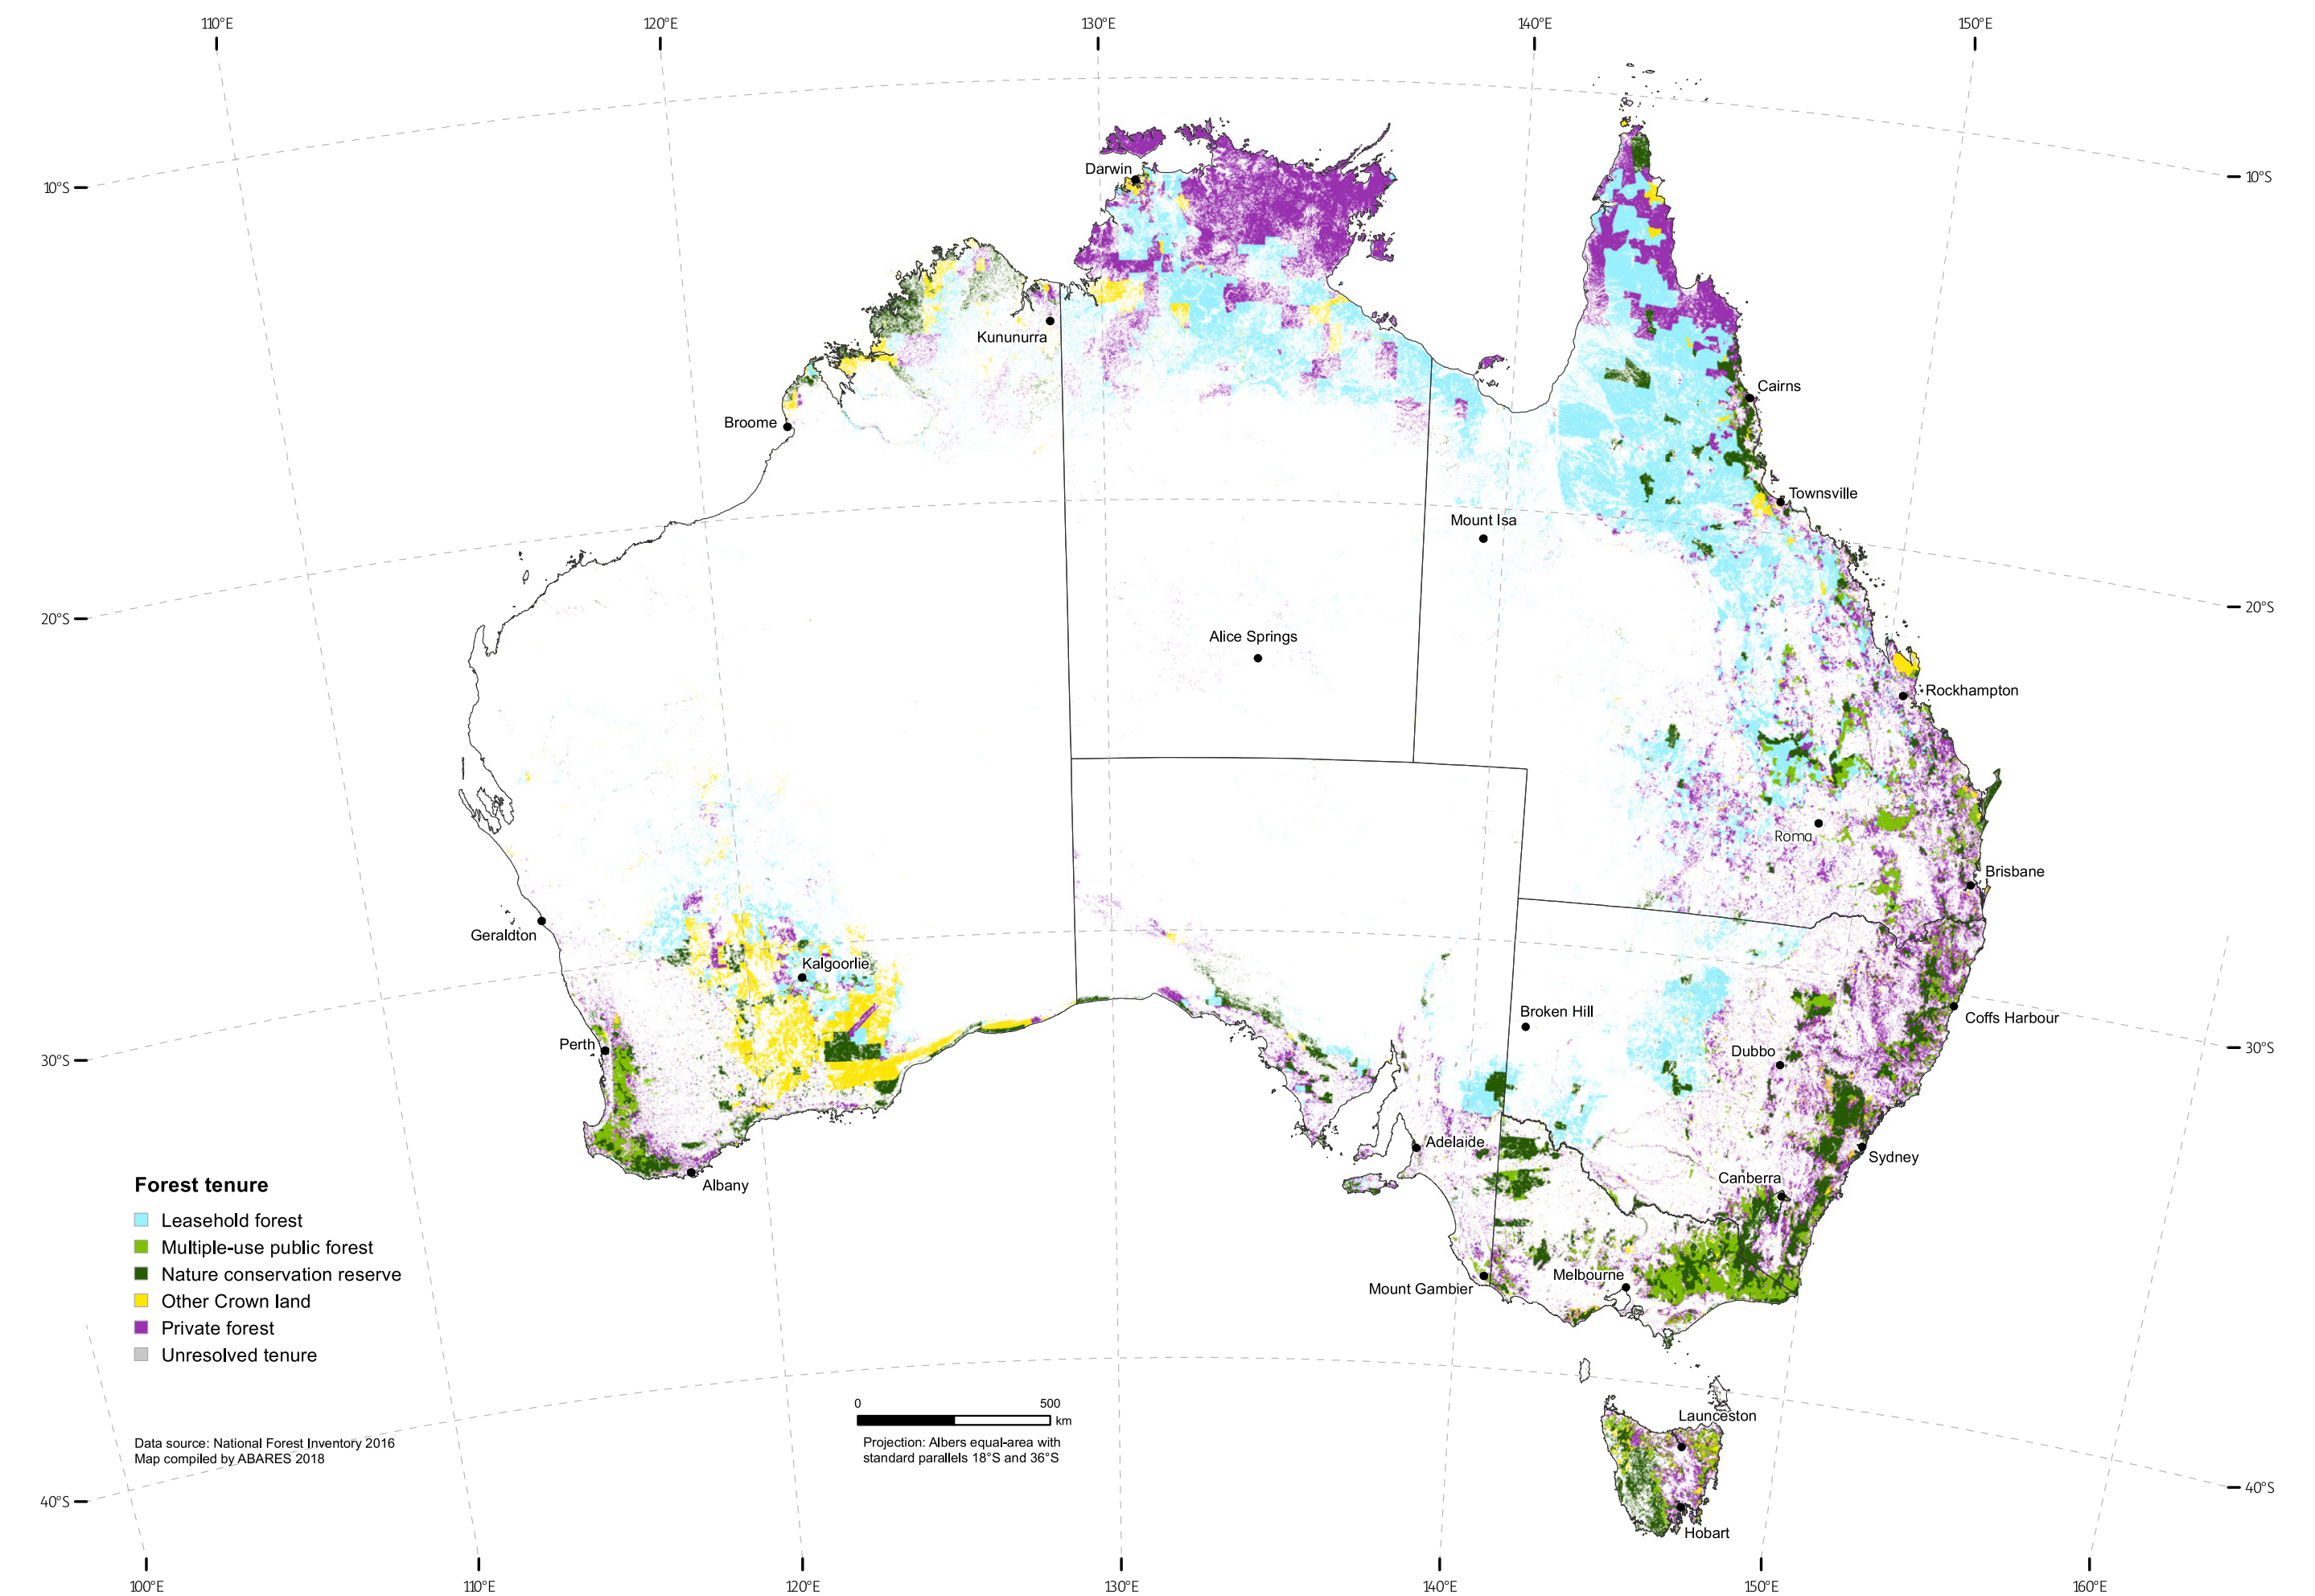 110°E
120°E
130°E
140°E
150°E
10°S
10°S
Darwin
Kununurra
Cairns
Broome
Townsville
Mount Isa
20°S
20°S
Alice Springs
Rockhampton
Roma
Brisbane
Geraldton
Kalgoorlie
Broken Hill
Coffs Harbour
Perth
Dubbo
30°S
30°S
Adelaide
Sydney
Albany
Canberra
Forest tenure
Leasehold forest
Multiple-use public forest
Nature conservation reserve
Other Crown land
Private forest
Unresolved tenure
Melbourne
Mount Gambier
0
500
km
Launceston
Projection: Albers equal-area with
standard parallels 18°S and 36°S
Data source: National Forest Inventory 2016
Map compiled by ABARES 2018
40°S
40°S
Hobart
100°E
110°E
120°E
130°E
140°E
150°E
160°E